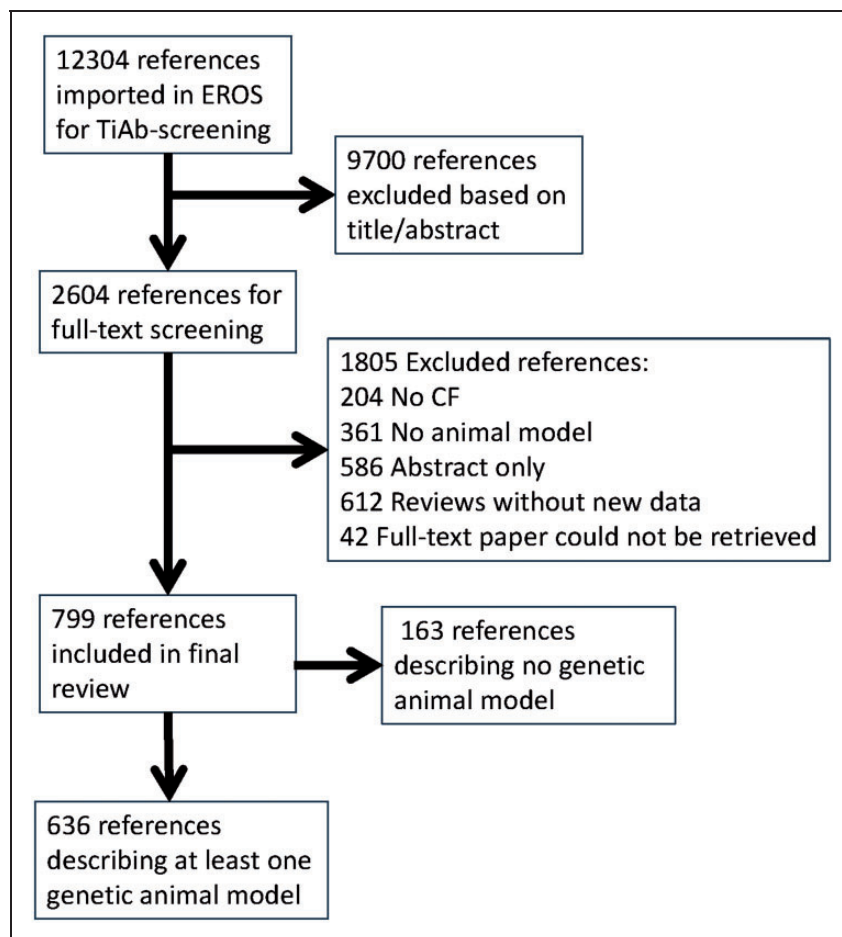 12304 references
imported in EROS
for TiAb-screening
9700 references
excluded based on
title/abstract
2604 references for
full-text screening
1805 Excluded references:
204 No CF
361 No animal model
586 Abstract only
612 Reviews without new data
42 Full-text paper could not be retrieved
799 references
included in final
review
163 references
describing no genetic
animal model
636 references
describing at least one
genetic animal model